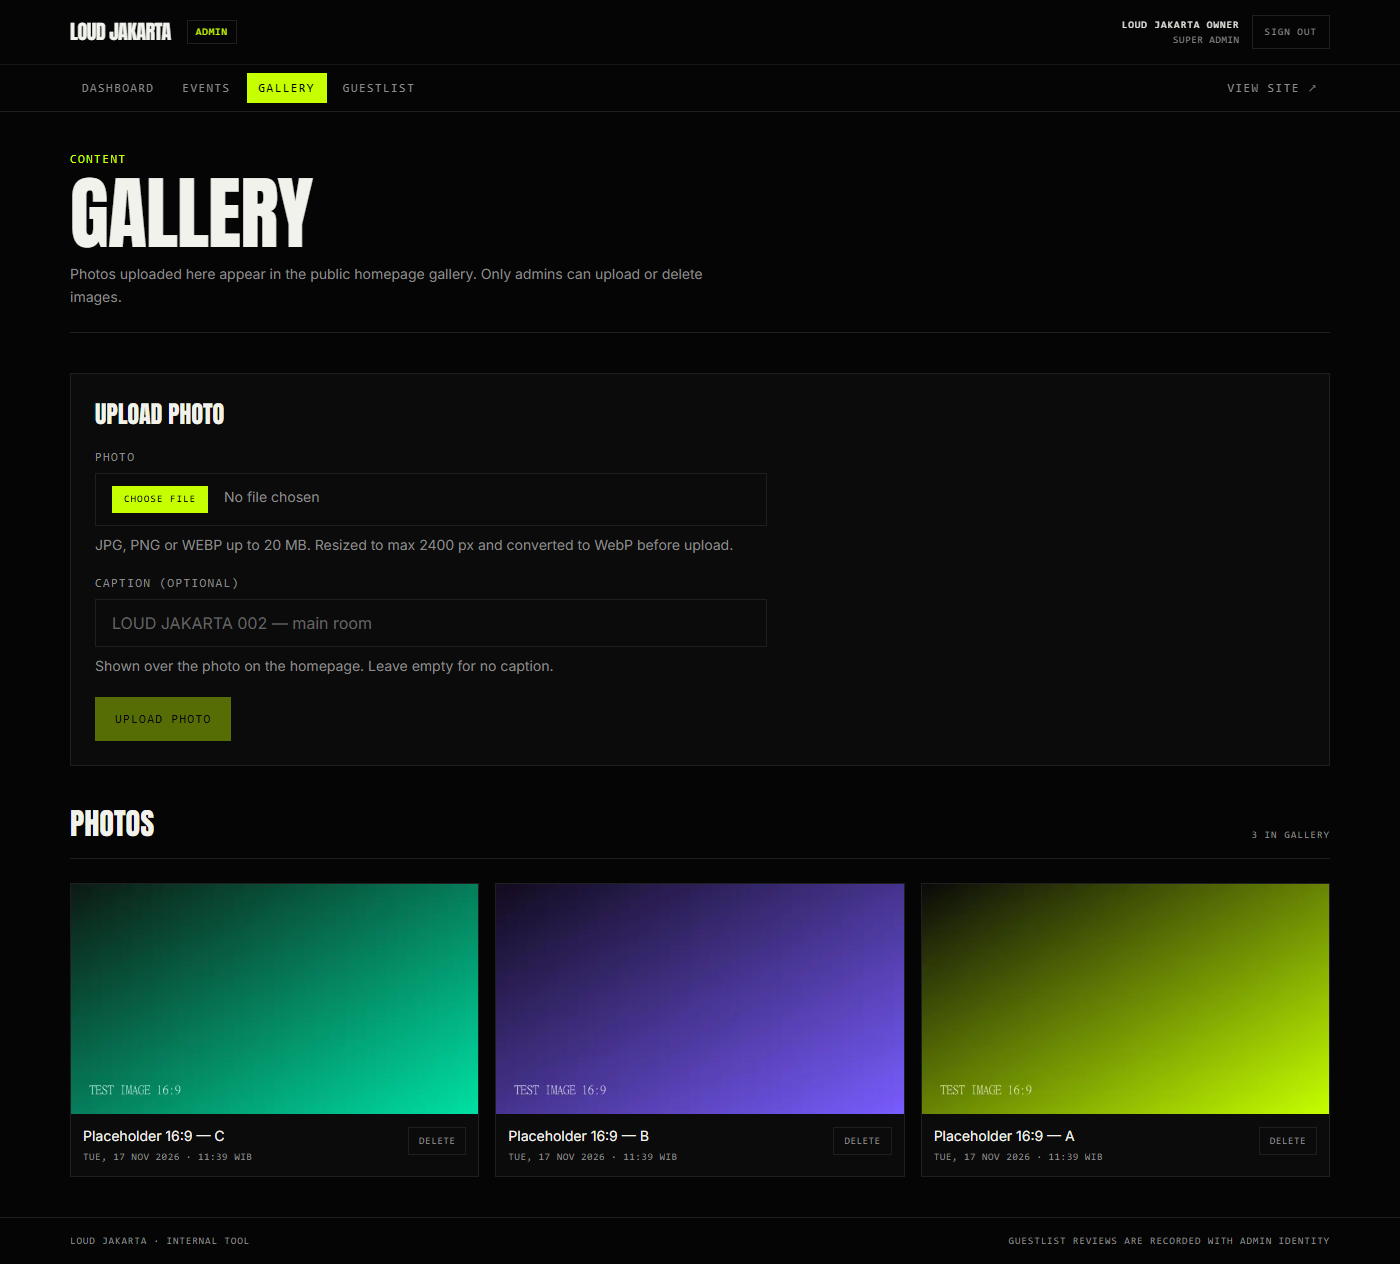 LOUD JAKARTA
ADMIN
LOUD JAKARTA OWNER
SUPER ADMIN
SIGN OUT
DASHBOARD
EVENTS
GALLERY
GUESTLIST
VIEW SITE ↗
CONTENT
GALLERY
Photos uploaded here appear in the public homepage gallery. Only admins can upload or delete
images.
UPLOAD PHOTO
PHOTO
CHOOSE FILE
No file chosen
JPG, PNG or WEBP up to 20 MB. Resized to max 2400 px and converted to WebP before upload.
CAPTION (OPTIONAL)
LOUD JAKARTA 002 — main room
Shown over the photo on the homepage. Leave empty for no caption.
UPLOAD PHOTO
PHOTOS
3 IN GALLERY
TEST IMAGE 16:9
Placeholder 16:9 — C
TUE, 17 NOV 2026 · 11:39 WIB
DELETE
TEST IMAGE 16:9
Placeholder 16:9 — B
TUE, 17 NOV 2026 · 11:39 WIB
DELETE
TEST IMAGE 16:9
Placeholder 16:9 — A
TUE, 17 NOV 2026 · 11:39 WIB
DELETE
LOUD JAKARTA · INTERNAL TOOL
GUESTLIST REVIEWS ARE RECORDED WITH ADMIN IDENTITY